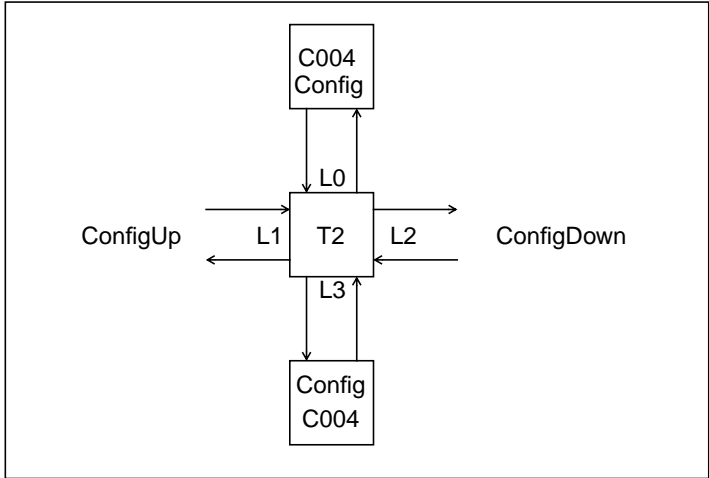 C004
Config
L0
ConfigUp L1 T2 L2 ConfigDown
L3
Config
C004